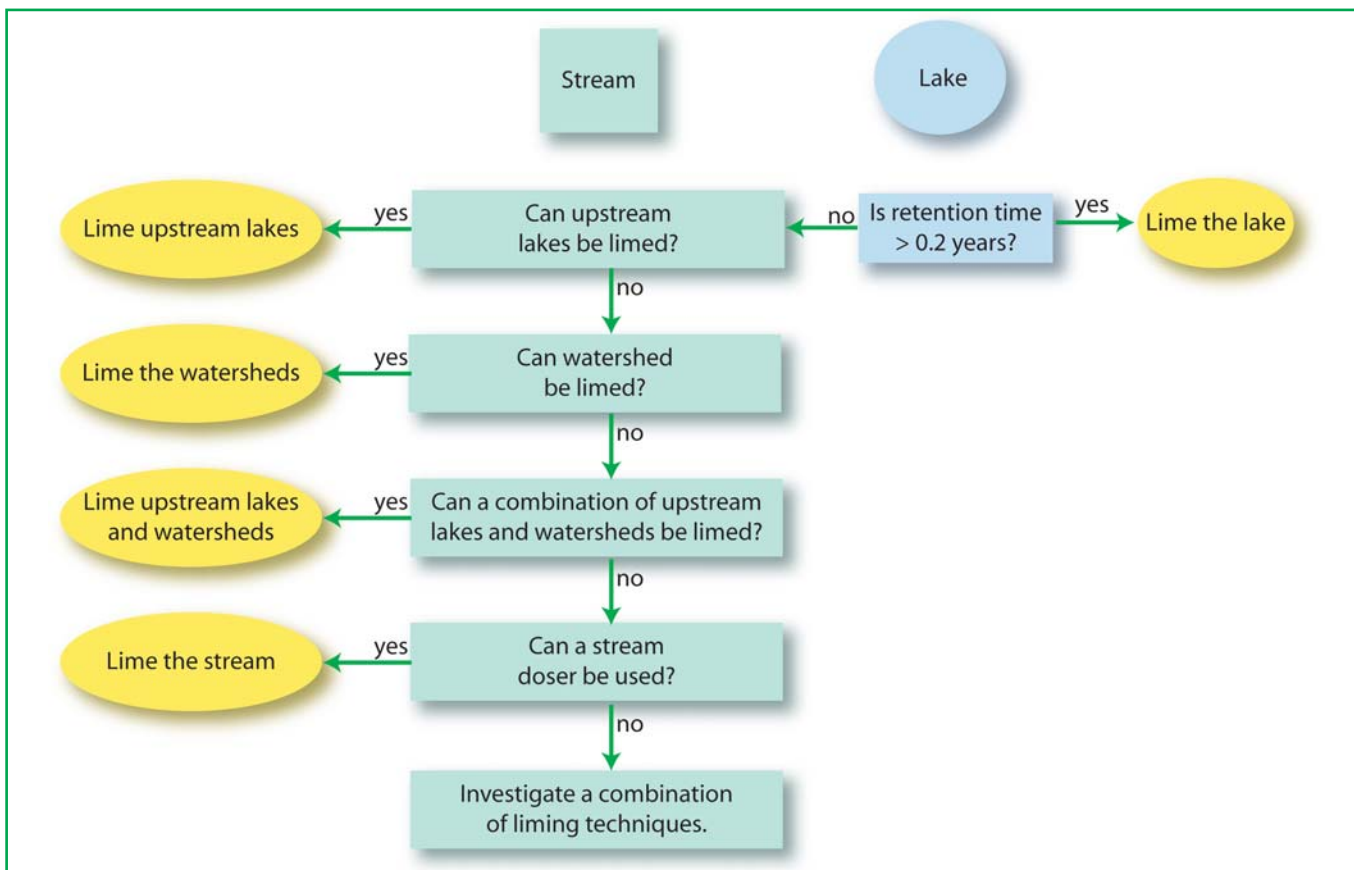 Stream
Lake
Lime upstream lakes
yes
Can upstream
lakes be limed?
no
Is retention time
> 0.2 years?
yes
Lime the lake
no
Lime the watersheds
yes
Can watershed
be limed?
no
Lime upstream lakes
and watersheds
yes
Can a combination of upstream
lakes and watersheds be limed?
no
Lime the stream
yes
Can a stream
doser be used?
no
Investigate a combination
of liming techniques.